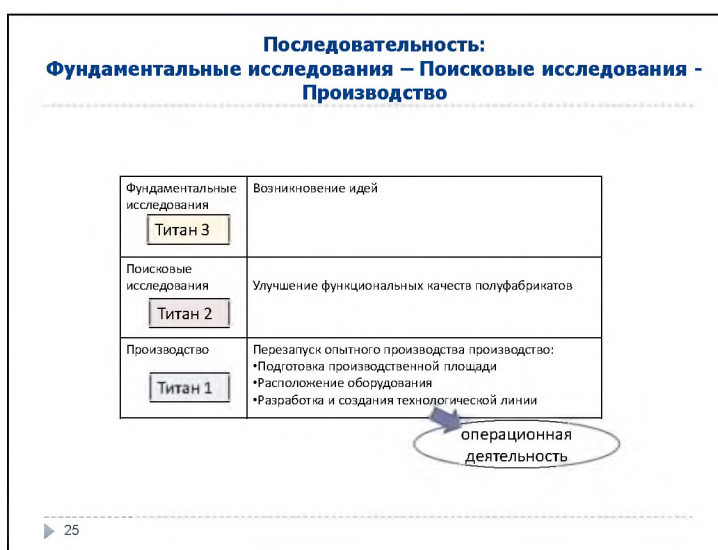 Последовательность:
Фундаментальные исследования – Поисковые исследования -
Производство
Фундаментальные
исследования
Титан 3
Возникновение идей
Поисковые
исследования
Титан 2
Улучшение функциональных качеств полуфабрикатов
Производство
Титан 1
Перезапуск опытного производства производство:
•Подготовка производственной площади
•Расположение оборудования
•Разработка и создания технологической линии
операционная
деятельность
25